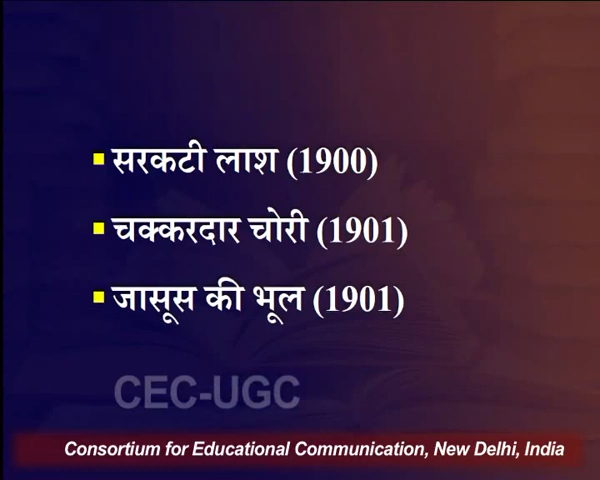 सरकटी लाश (1900)
चक्करदार चोरी (1901)
जासूस की भूल (1901)
CEC-UGC
Consortium for Educational Communication, New Delhi, India